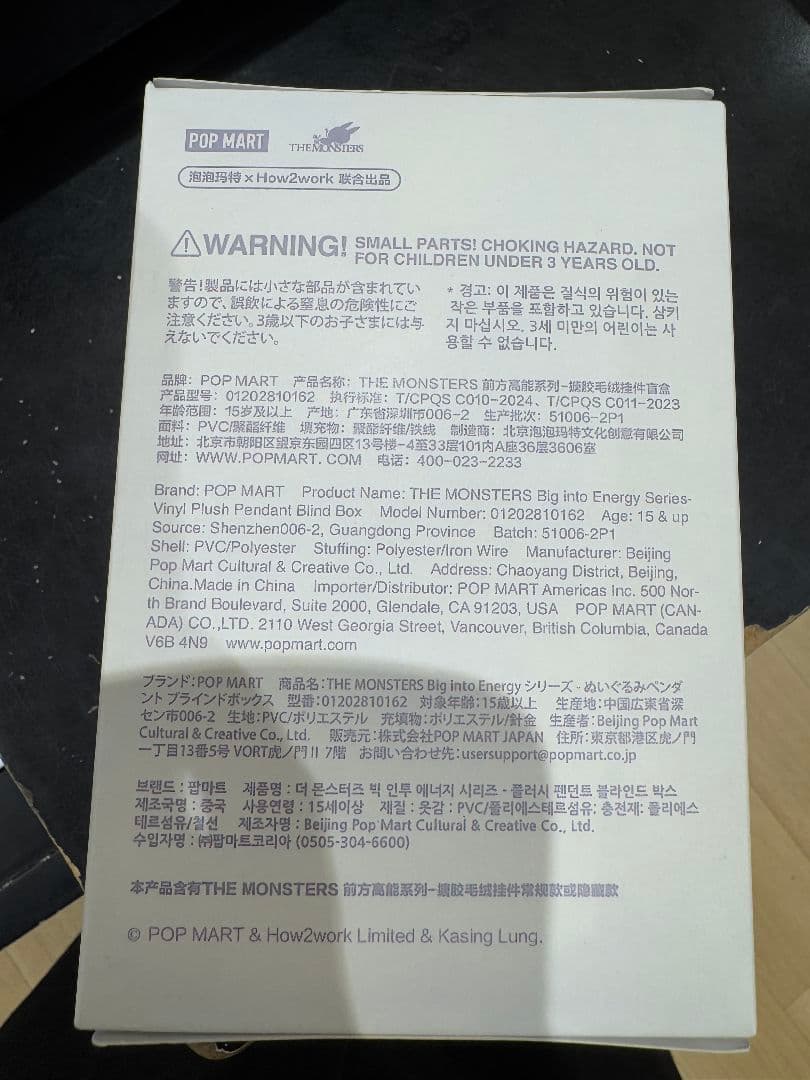 POP MART THE MONSTERS
泡泡玛特×How2work 联合出品
WARNING! SMALL PARTS! CHOKING HAZARD. NOT
FOR CHILDREN UNDER 3 YEARS OLD.
警告!製品には小さな部品が含まれてい
ますので、誤飲による窒息の危険性にご
注意ください。3歳以下のお子さまには与
えないでください。
* 경고: 이 제품은 질식의 위험이 있는
작은 부품을 포함하고 있습니다. 삼키
지 마십시오. 3세 미만의 어린이는 사
용할 수 없습니다.
品牌: POP MART 产品名称: THE MONSTERS 前方高能系列-搪胶毛绒挂件盲盒
产品型号: 01202810162 执行标准: T/CPQS C010-2024、T/CPQS C011-2023
年龄范围: 15岁及以上 产地: 广东省深圳市006-2 生产批次: 51006-2P1
面料: PVC/聚酯纤维 填充物: 聚酯纤维/铁线 制造商: 北京泡泡玛特文化创意有限公司
地址: 北京市朝阳区望京东园四区13号楼-4至33层101内A座36层3606室
网址: WWW.POPMART.COM 电话: 400-023-2233
Brand: POP MART Product Name: THE MONSTERS Big into Energy Series-
Vinyl Plush Pendant Blind Box Model Number: 01202810162 Age: 15 & up
Source: Shenzhen006-2, Guangdong Province Batch: 51006-2P1
Shell: PVC/Polyester Stuffing: Polyester/Iron Wire Manufacturer: Beijing
Pop Mart Cultural & Creative Co., Ltd. Address: Chaoyang District, Beijing,
China.Made in China Importer/Distributor: POP MART Americas Inc. 500 Nor-
th Brand Boulevard, Suite 2000, Glendale, CA 91203, USA POP MART (CAN-
ADA) CO.,LTD. 2110 West Georgia Street, Vancouver, British Columbia, Canada
V6B 4N9 www.popmart.com
ブランド:POP MART 商品名:THE MONSTERS Big into Energy シリーズ - ぬいぐるみペンダ
ント ブラインドボックス 型番:01202810162 対象年齢:15歳以上 生産地:中国広東省深
セン市006-2 生地:PVC/ポリエステル 充填物:ポリエステル/針金 生産者:Beijing Pop Mart
Cultural & Creative Co., Ltd. 販売元:株式会社POP MART JAPAN 住所:東京都港区虎ノ門
一丁目13番5号 VORT虎ノ門II 7階 お問い合わせ先:usersupport@popmart.co.jp
브랜드 : 팝마트 제품명 : 더 몬스터즈 빅 인투 에너지 시리즈 - 플러시 펜던트 블라인드 박스
제조국명 : 중국 사용연령 : 15세이상 재질 : 옷감 : PVC/폴리에스테르섬유; 충전재: 폴리에스
테르섬유/철선 제조자명 : Beijing Pop Mart Cultural & Creative Co., Ltd.
수입자명 : ㈜팝마트코리아 (0505-304-6600)
本产品含有THE MONSTERS 前方高能系列-搪胶毛绒挂件常规款或隐藏款
© POP MART & How2work Limited & Kasing Lung.